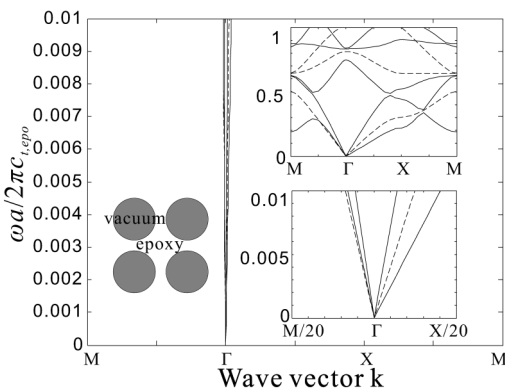 0.01
0.009
0.008
0.007
0.006
0.005
0.004
0.003
0.002
0.001
0
ωa/2πc_{t,epo}
M
Γ
X
M
Wave vector k
vacuum
epoxy
1
0.5
0
M
Γ
X
M
0.01
0.005
0
M/20
Γ
X/20